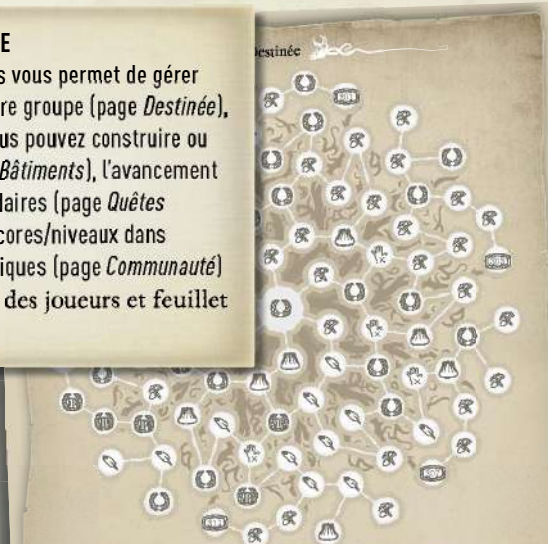 E
s vous permet de gérer
re groupe (page Destinée),
us pouvez construire ou
Bâtiments), l'avancement
laires (page Quêtes
cores/niveaux dans
iques (page Communauté)
des joueurs et feuillet
Destinée